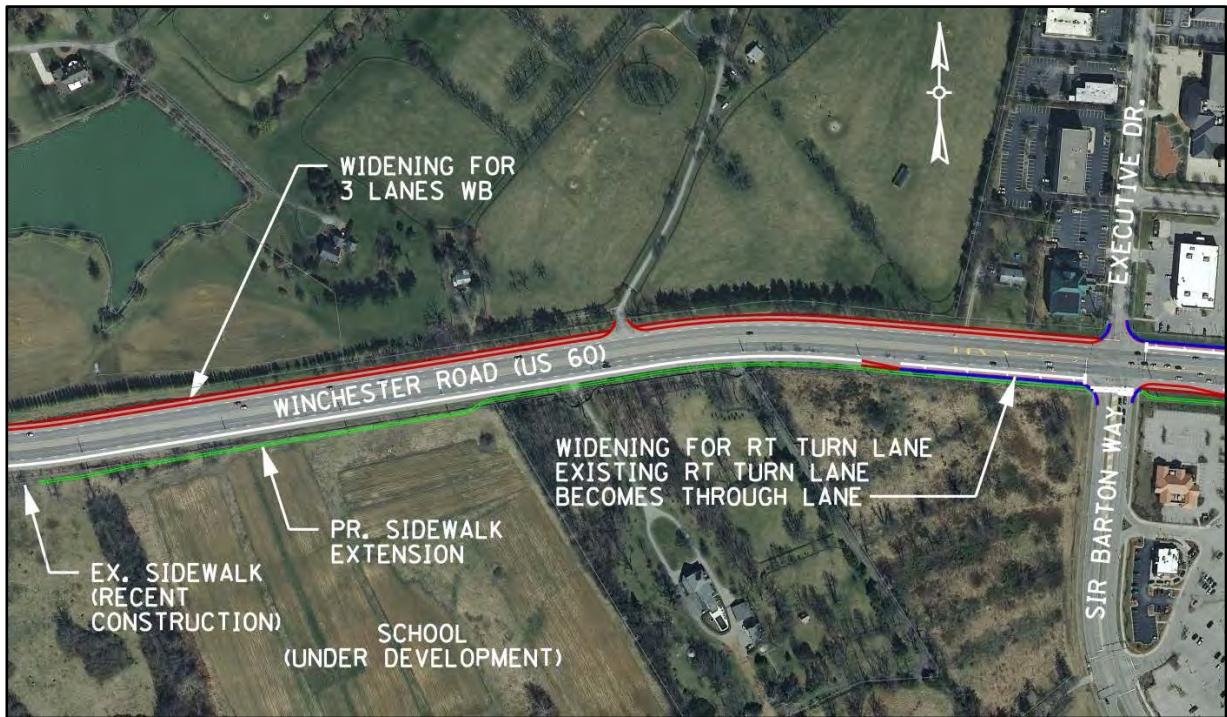 WIDENING FOR
3 LANES WB
EXECUTIVE DR.
WINCHESTER ROAD (US 60)
WIDENING FOR RT TURN LANE
EXISTING RT TURN LANE
BECOMES THROUGH LANE
SIR BARTON WAY
PR. SIDEWALK
EXTENSION
EX. SIDEWALK
(RECENT
CONSTRUCTION)
SCHOOL
(UNDER DEVELOPMENT)